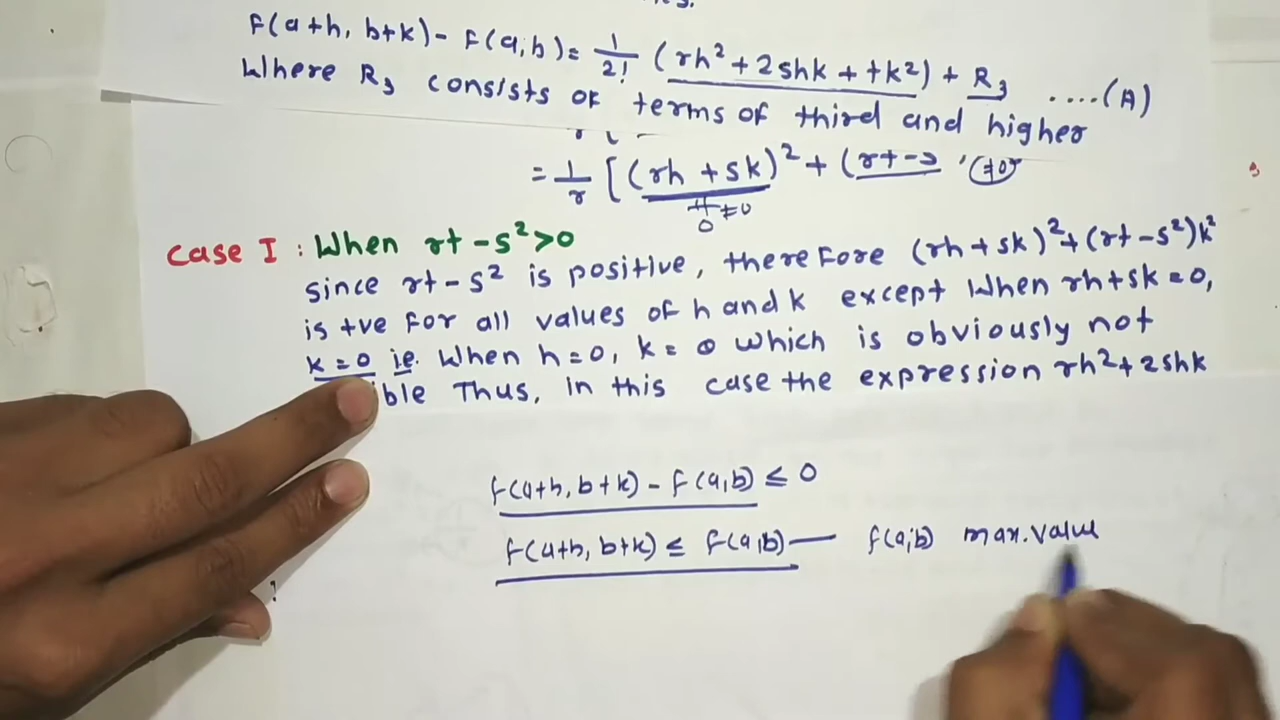 F(a+h, b+k) - F(a,b) = 1/2! (rh² + 2shk + tk²) + R₃ ....(A)
Where R₃ consists of terms of third and higher
= 1/r [(rh + sk)² + (rt - s
0 ≠0
Case I : When rt - s² > 0
since rt - s² is positive, therefore (rh + sk)² + (rt - s²)k²
is +ve for all values of h and k except when rh + sk = 0,
k = 0 ie. When h = 0, k = 0 which is obviously not
ible Thus, in this case the expression rh² + 2shk
f(a+h, b+k) - f(a,b) ≤ 0
f(a+h, b+k) ≤ f(a,b) — f(a,b) max. value